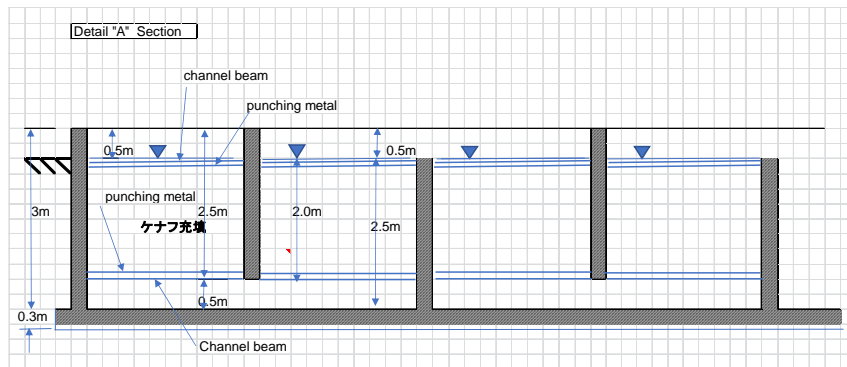 Detail "A" Section
channel beam
punching metal
0.5m
0.5m
punching metal
3m
2.5m
2.0m
ケナフ充填
2.5m
0.5m
0.3m
Channel beam